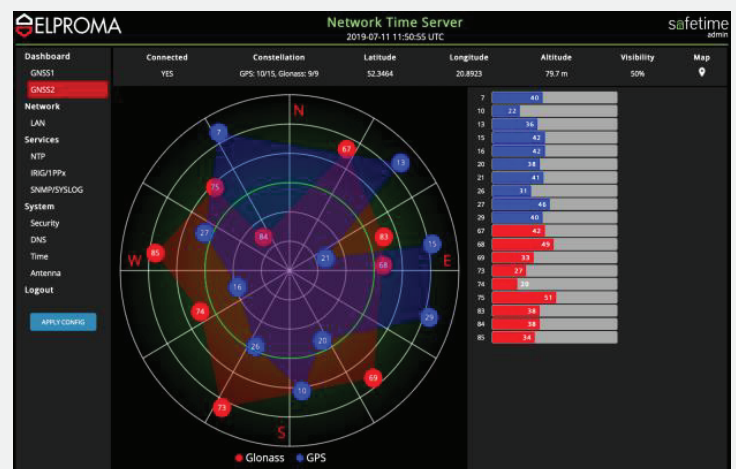 ELPROMA
Network Time Server
2019-07-11 11:50:55 UTC
safetime
admin
Dashboard
GNSS1
GNSS2
Network
LAN
Services
NTP
IRIG/1PPx
SNMP/SYSLOG
System
Security
DNS
Time
Antenna
Logout
APPLY CONFIG
Connected Constellation Latitude Longitude Altitude Visibility Map
YES GPS: 10/15, Glonass: 9/9 52.3464 20.8923 79.7 m 50%
N
7
67
13
75
27
84
83
15
85
W
21
68
E
16
74
29
26
20
69
10
73
S
Glonass GPS
7 40
10 22
13 36
15 42
16 42
20 38
21 41
26 31
27 46
29 40
67 42
68 49
69 33
73 27
74 20
75 51
83 38
84 38
85 34